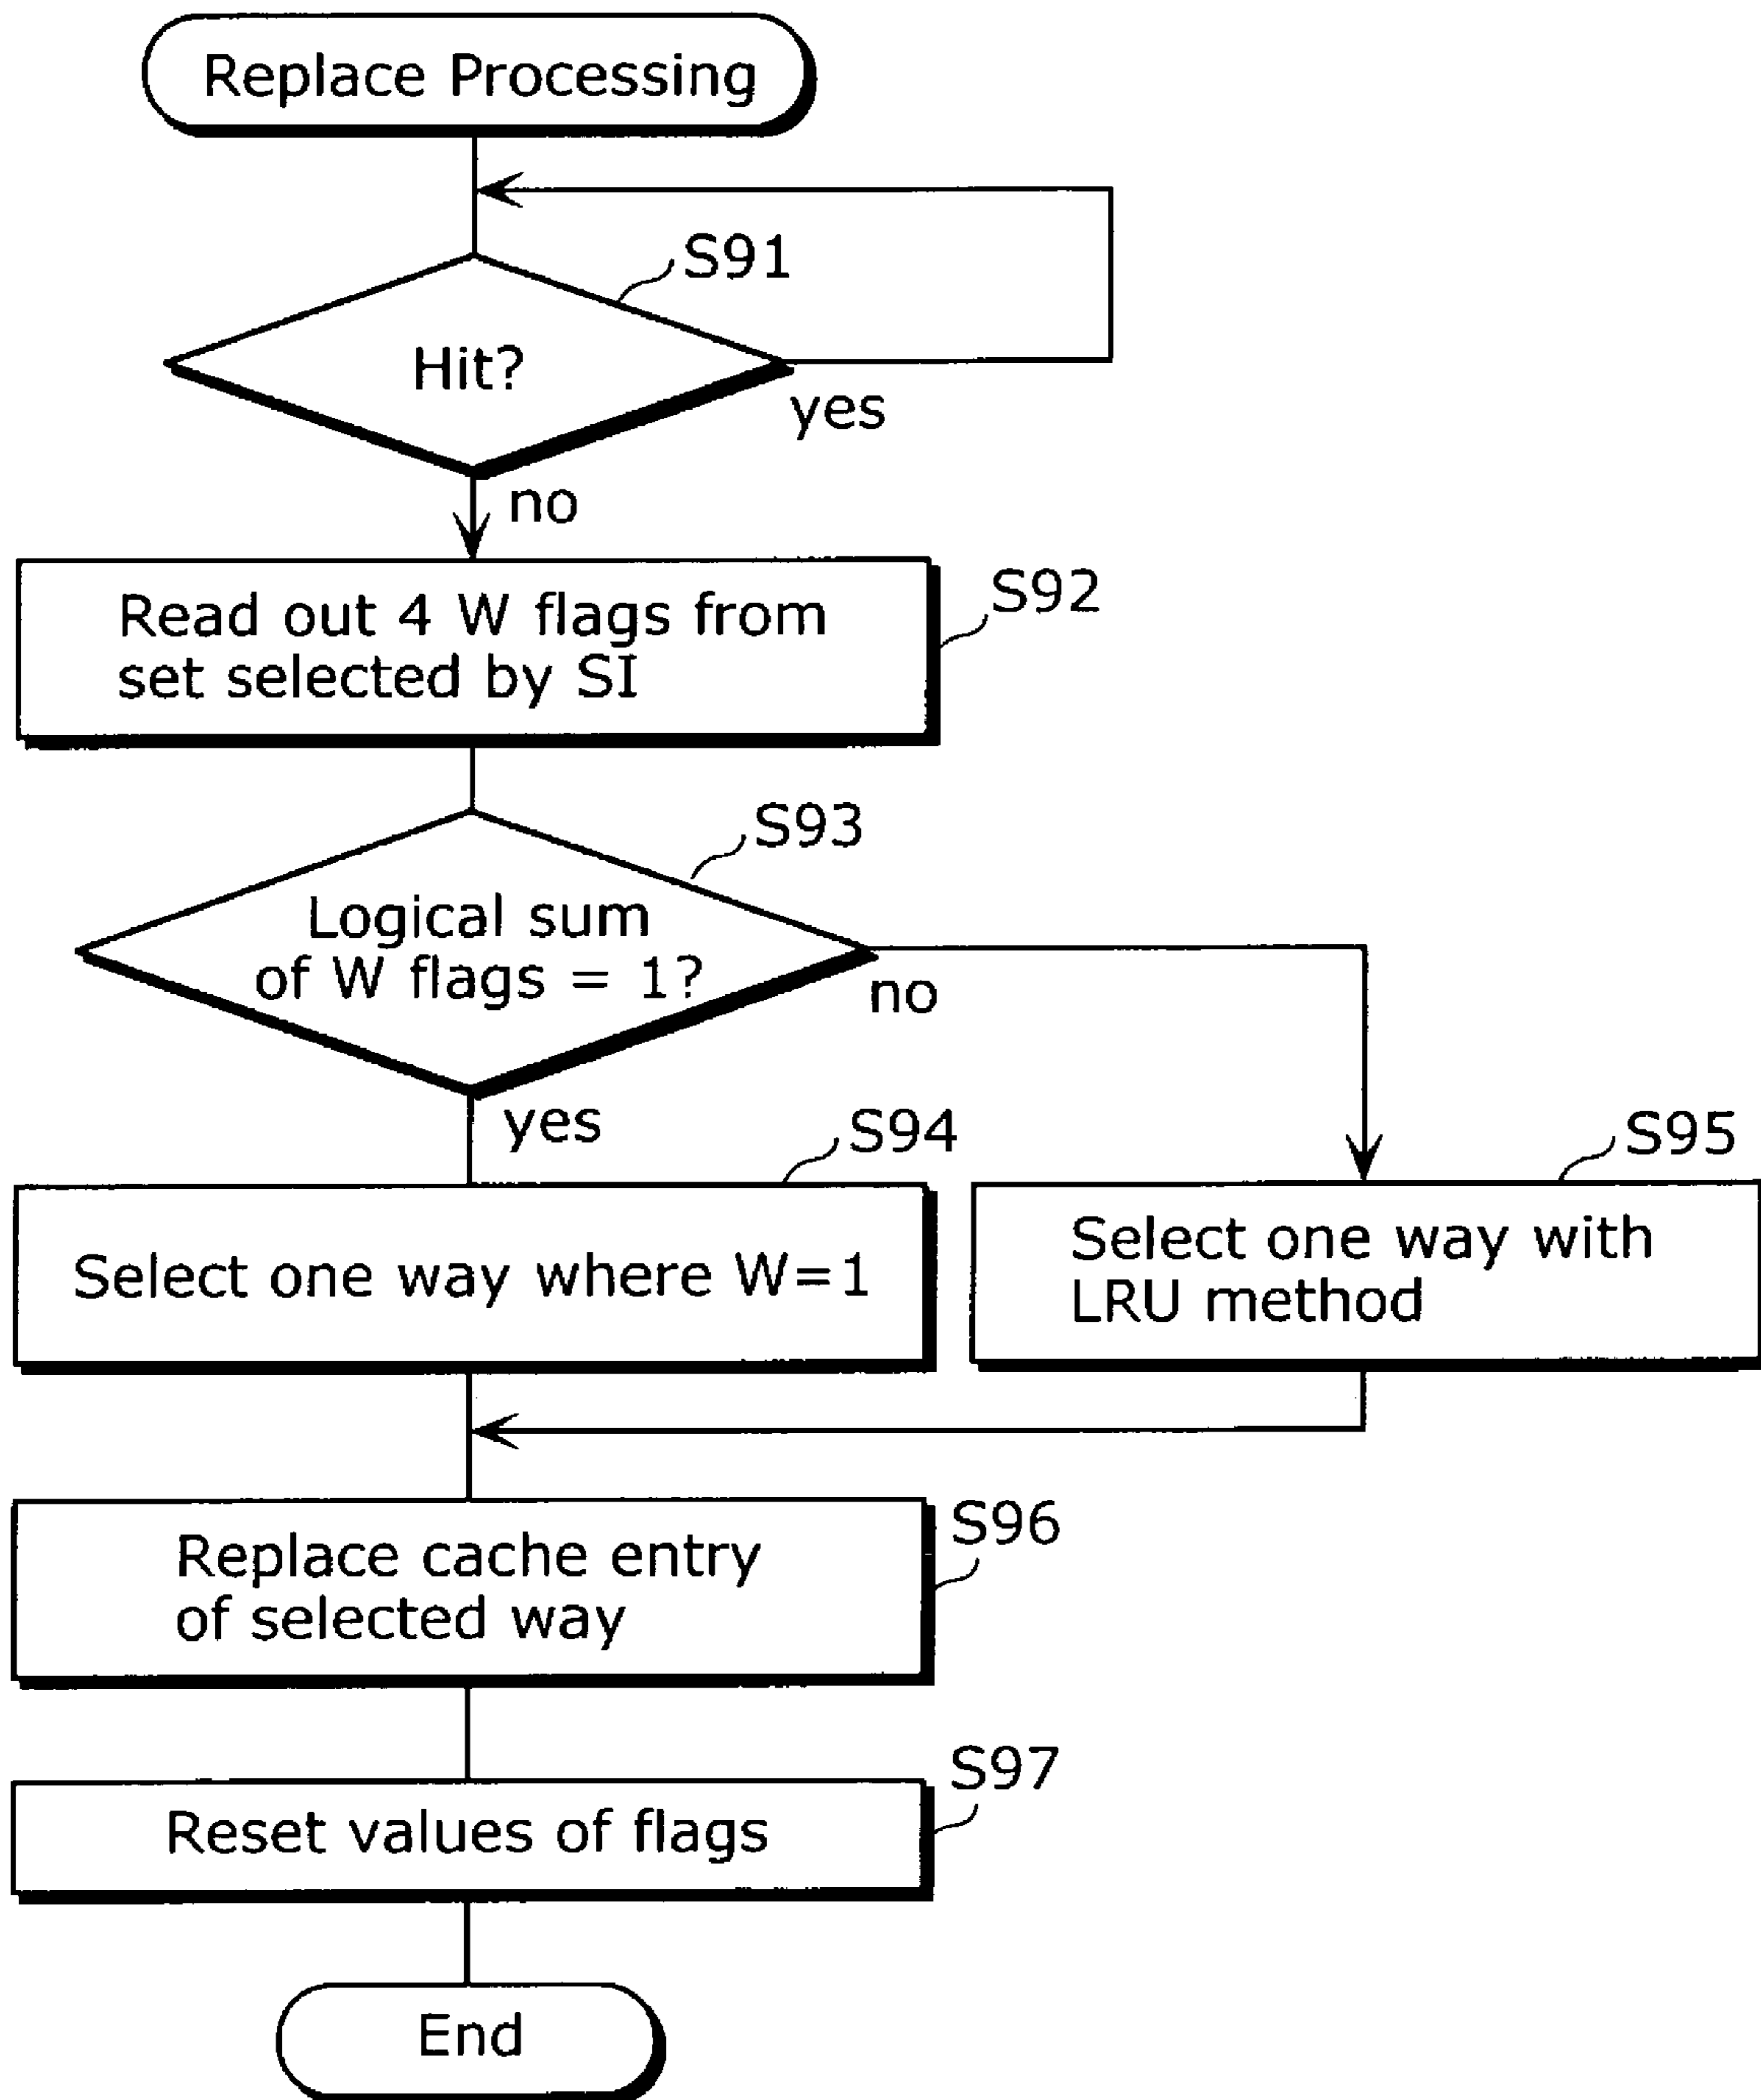 Replace Processing
S91
Hit?
yes
no
S92
Read out 4 W flags from
set selected by SI
S93
Logical sum
of W flags = 1?
no
yes
S94
S95
Select one way where W=1
Select one way with
LRU method
S96
Replace cache entry
of selected way
S97
Reset values of flags
End